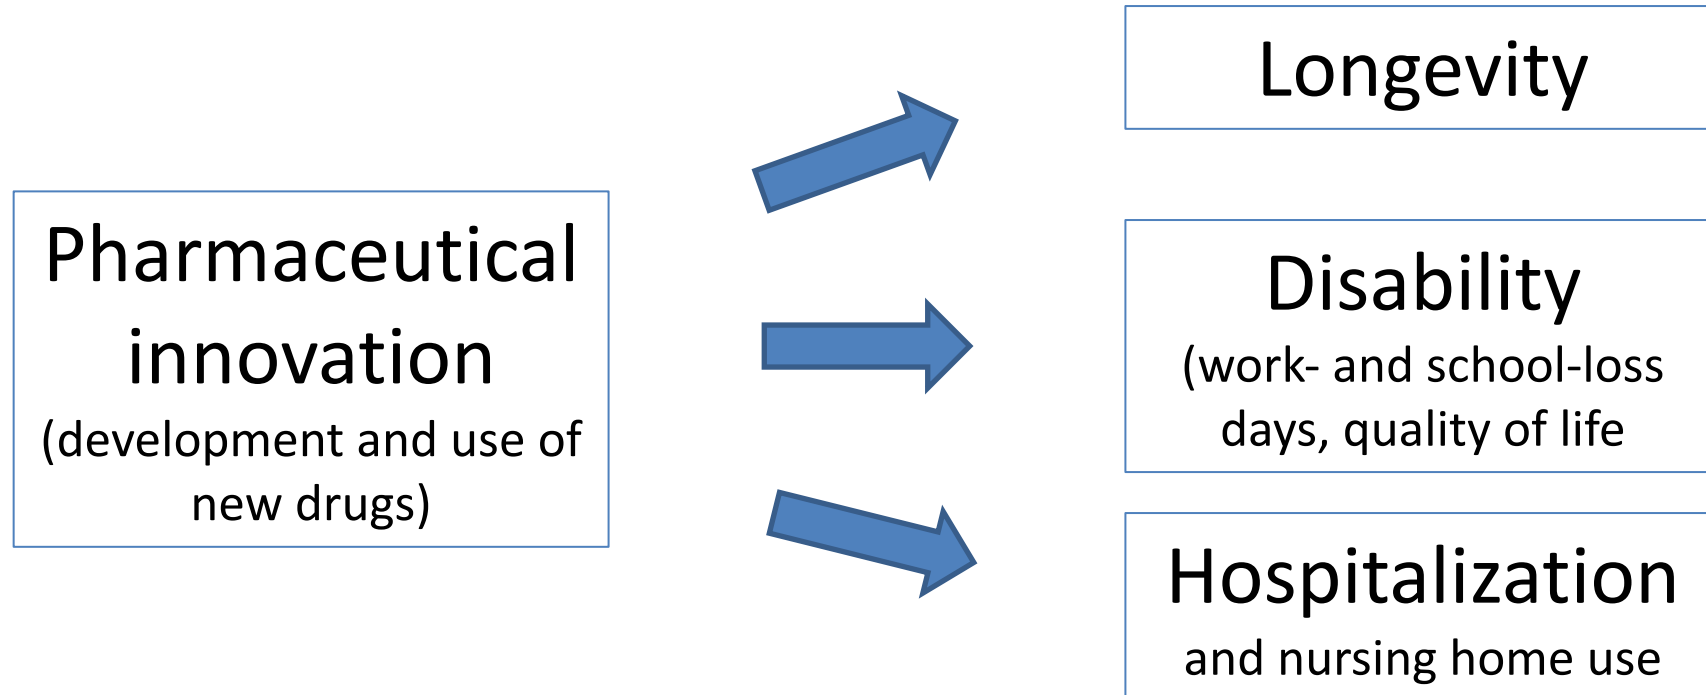 Pharmaceutical
innovation
(development and use of
new drugs)
Longevity
Disability
(work- and school-loss
days, quality of life
Hospitalization
and nursing home use